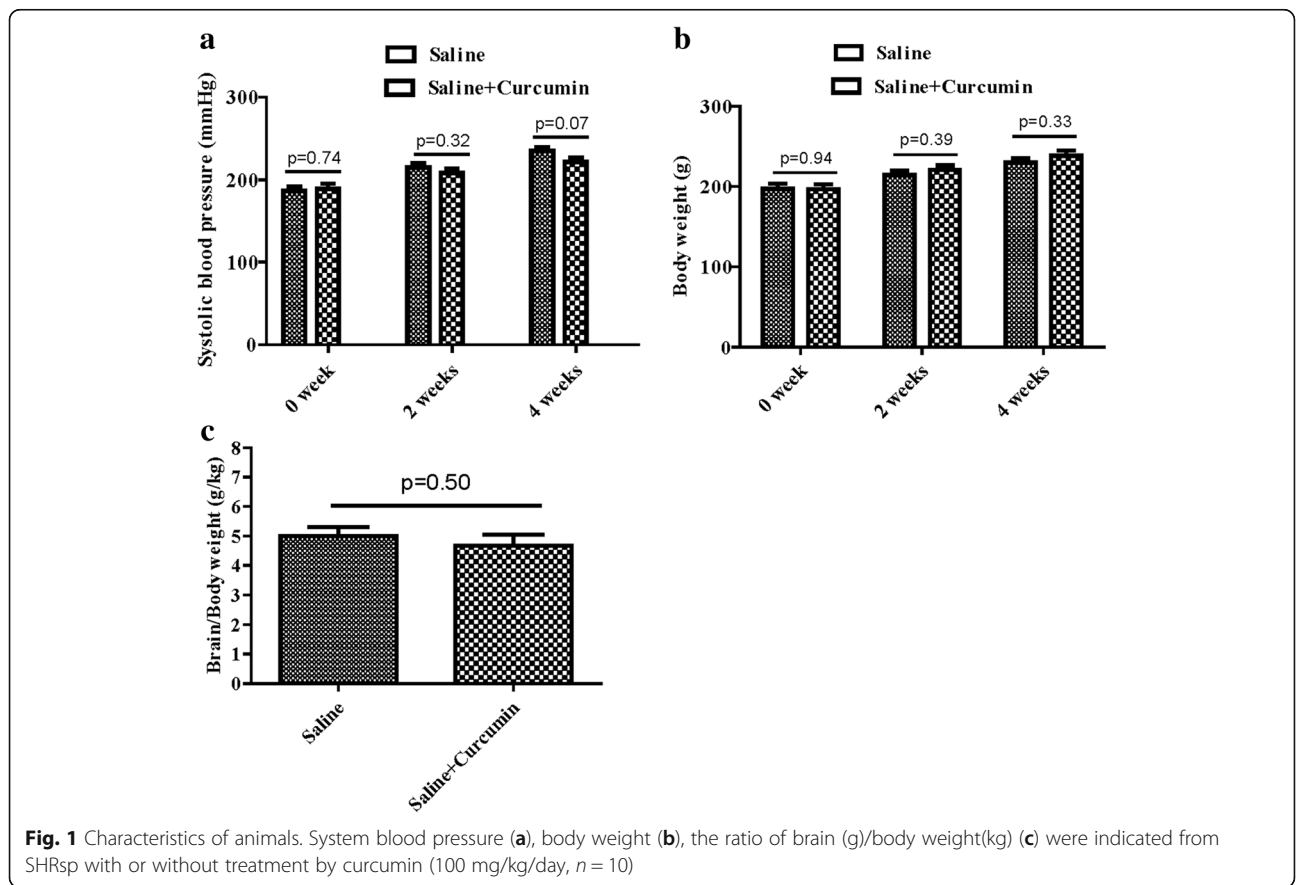 a
Saline
Saline+Curcumin
Systolic blood pressure (mmHg)
300
200
100
0
p=0.74
p=0.32
p=0.07
0 week
2 weeks
4 weeks
b
Saline
Saline+Curcumin
Body weight (g)
300
200
100
0
p=0.94
p=0.39
p=0.33
0 week
2 weeks
4 weeks
c
Brain/Body weight (g/kg)
8
7
6
5
4
3
2
1
0
p=0.50
Saline
Saline+Curcumin
Fig. 1 Characteristics of animals. System blood pressure (a), body weight (b), the ratio of brain (g)/body weight(kg) (c) were indicated from
SHRsp with or without treatment by curcumin (100 mg/kg/day, n = 10)